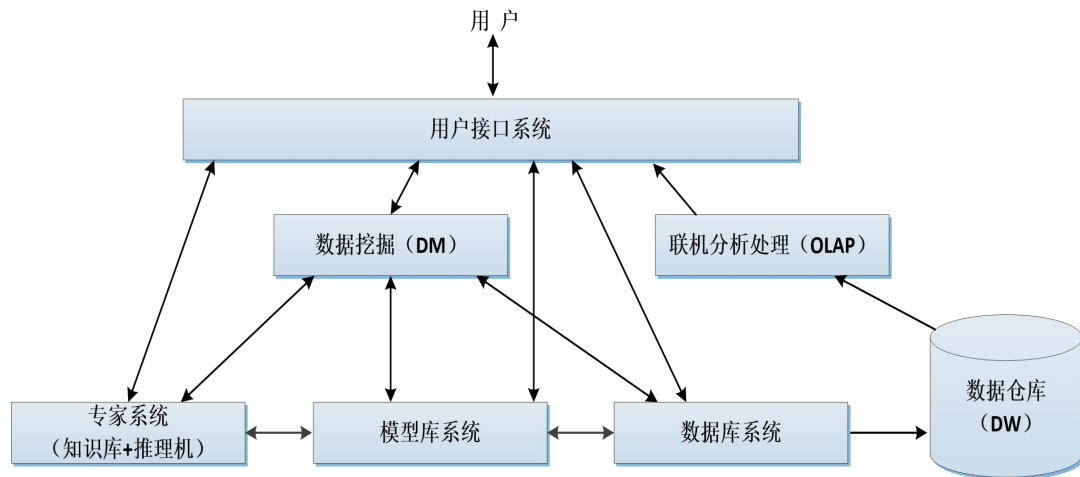 用 户
用户接口系统
数据挖掘（DM）
联机分析处理（OLAP）
专家系统
（知识库+推理机）
模型库系统
数据库系统
数据仓库
（DW）